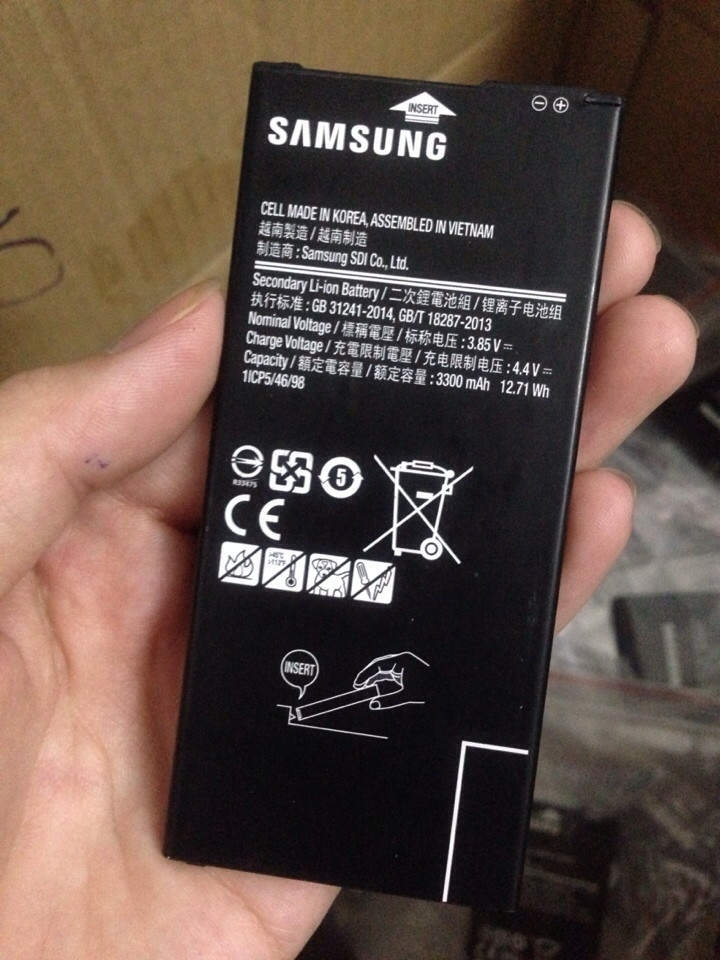 INSERT
SAMSUNG
CELL MADE IN KOREA, ASSEMBLED IN VIETNAM
越南製造 / 越南制造
制造商 : Samsung SDI Co., Ltd.
Secondary Li-ion Battery / 二次鋰電池組 / 锂离子电池组
执行标准 : GB 31241-2014, GB/T 18287-2013
Nominal Voltage / 標稱電壓 / 标称电压 : 3.85 V
Charge Voltage / 充電限制電壓 / 充电限制电压 : 4.4 V
Capacity / 額定電容量 / 额定容量 : 3300 mAh 12.71 Wh
1ICP5/46/98
5
R33475
CE
INSERT